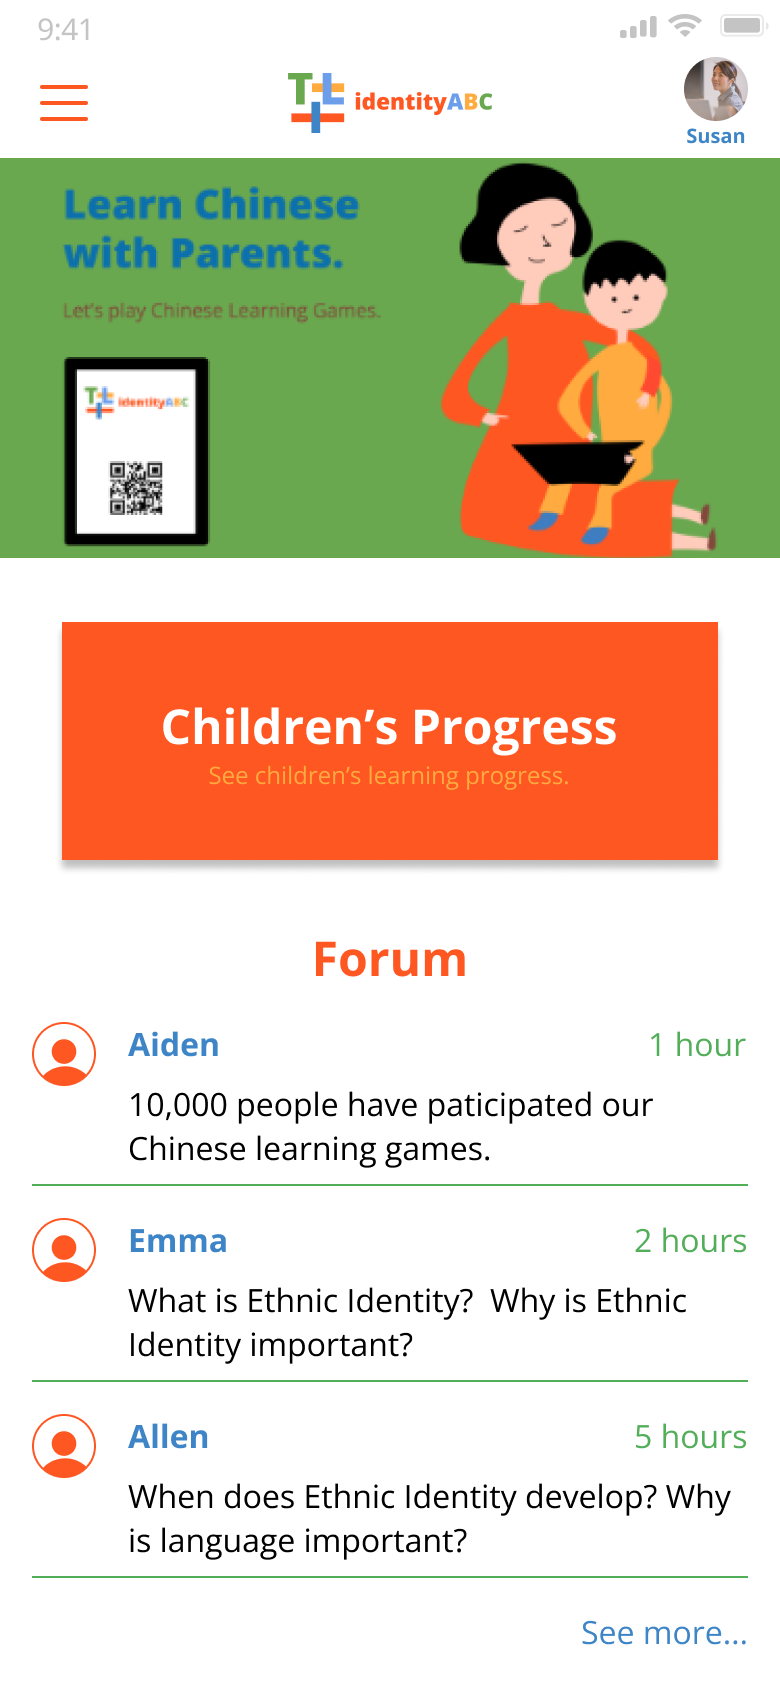 9:41
identityABC
Susan
Learn Chinese
with Parents.
Let's play Chinese Learning Games.
identityABC
Children's Progress
See children's learning progress.
Forum
Aiden
1 hour
10,000 people have paticipated our
Chinese learning games.
Emma
2 hours
What is Ethnic Identity?  Why is Ethnic
Identity important?
Allen
5 hours
When does Ethnic Identity develop? Why
is language important?
See more...